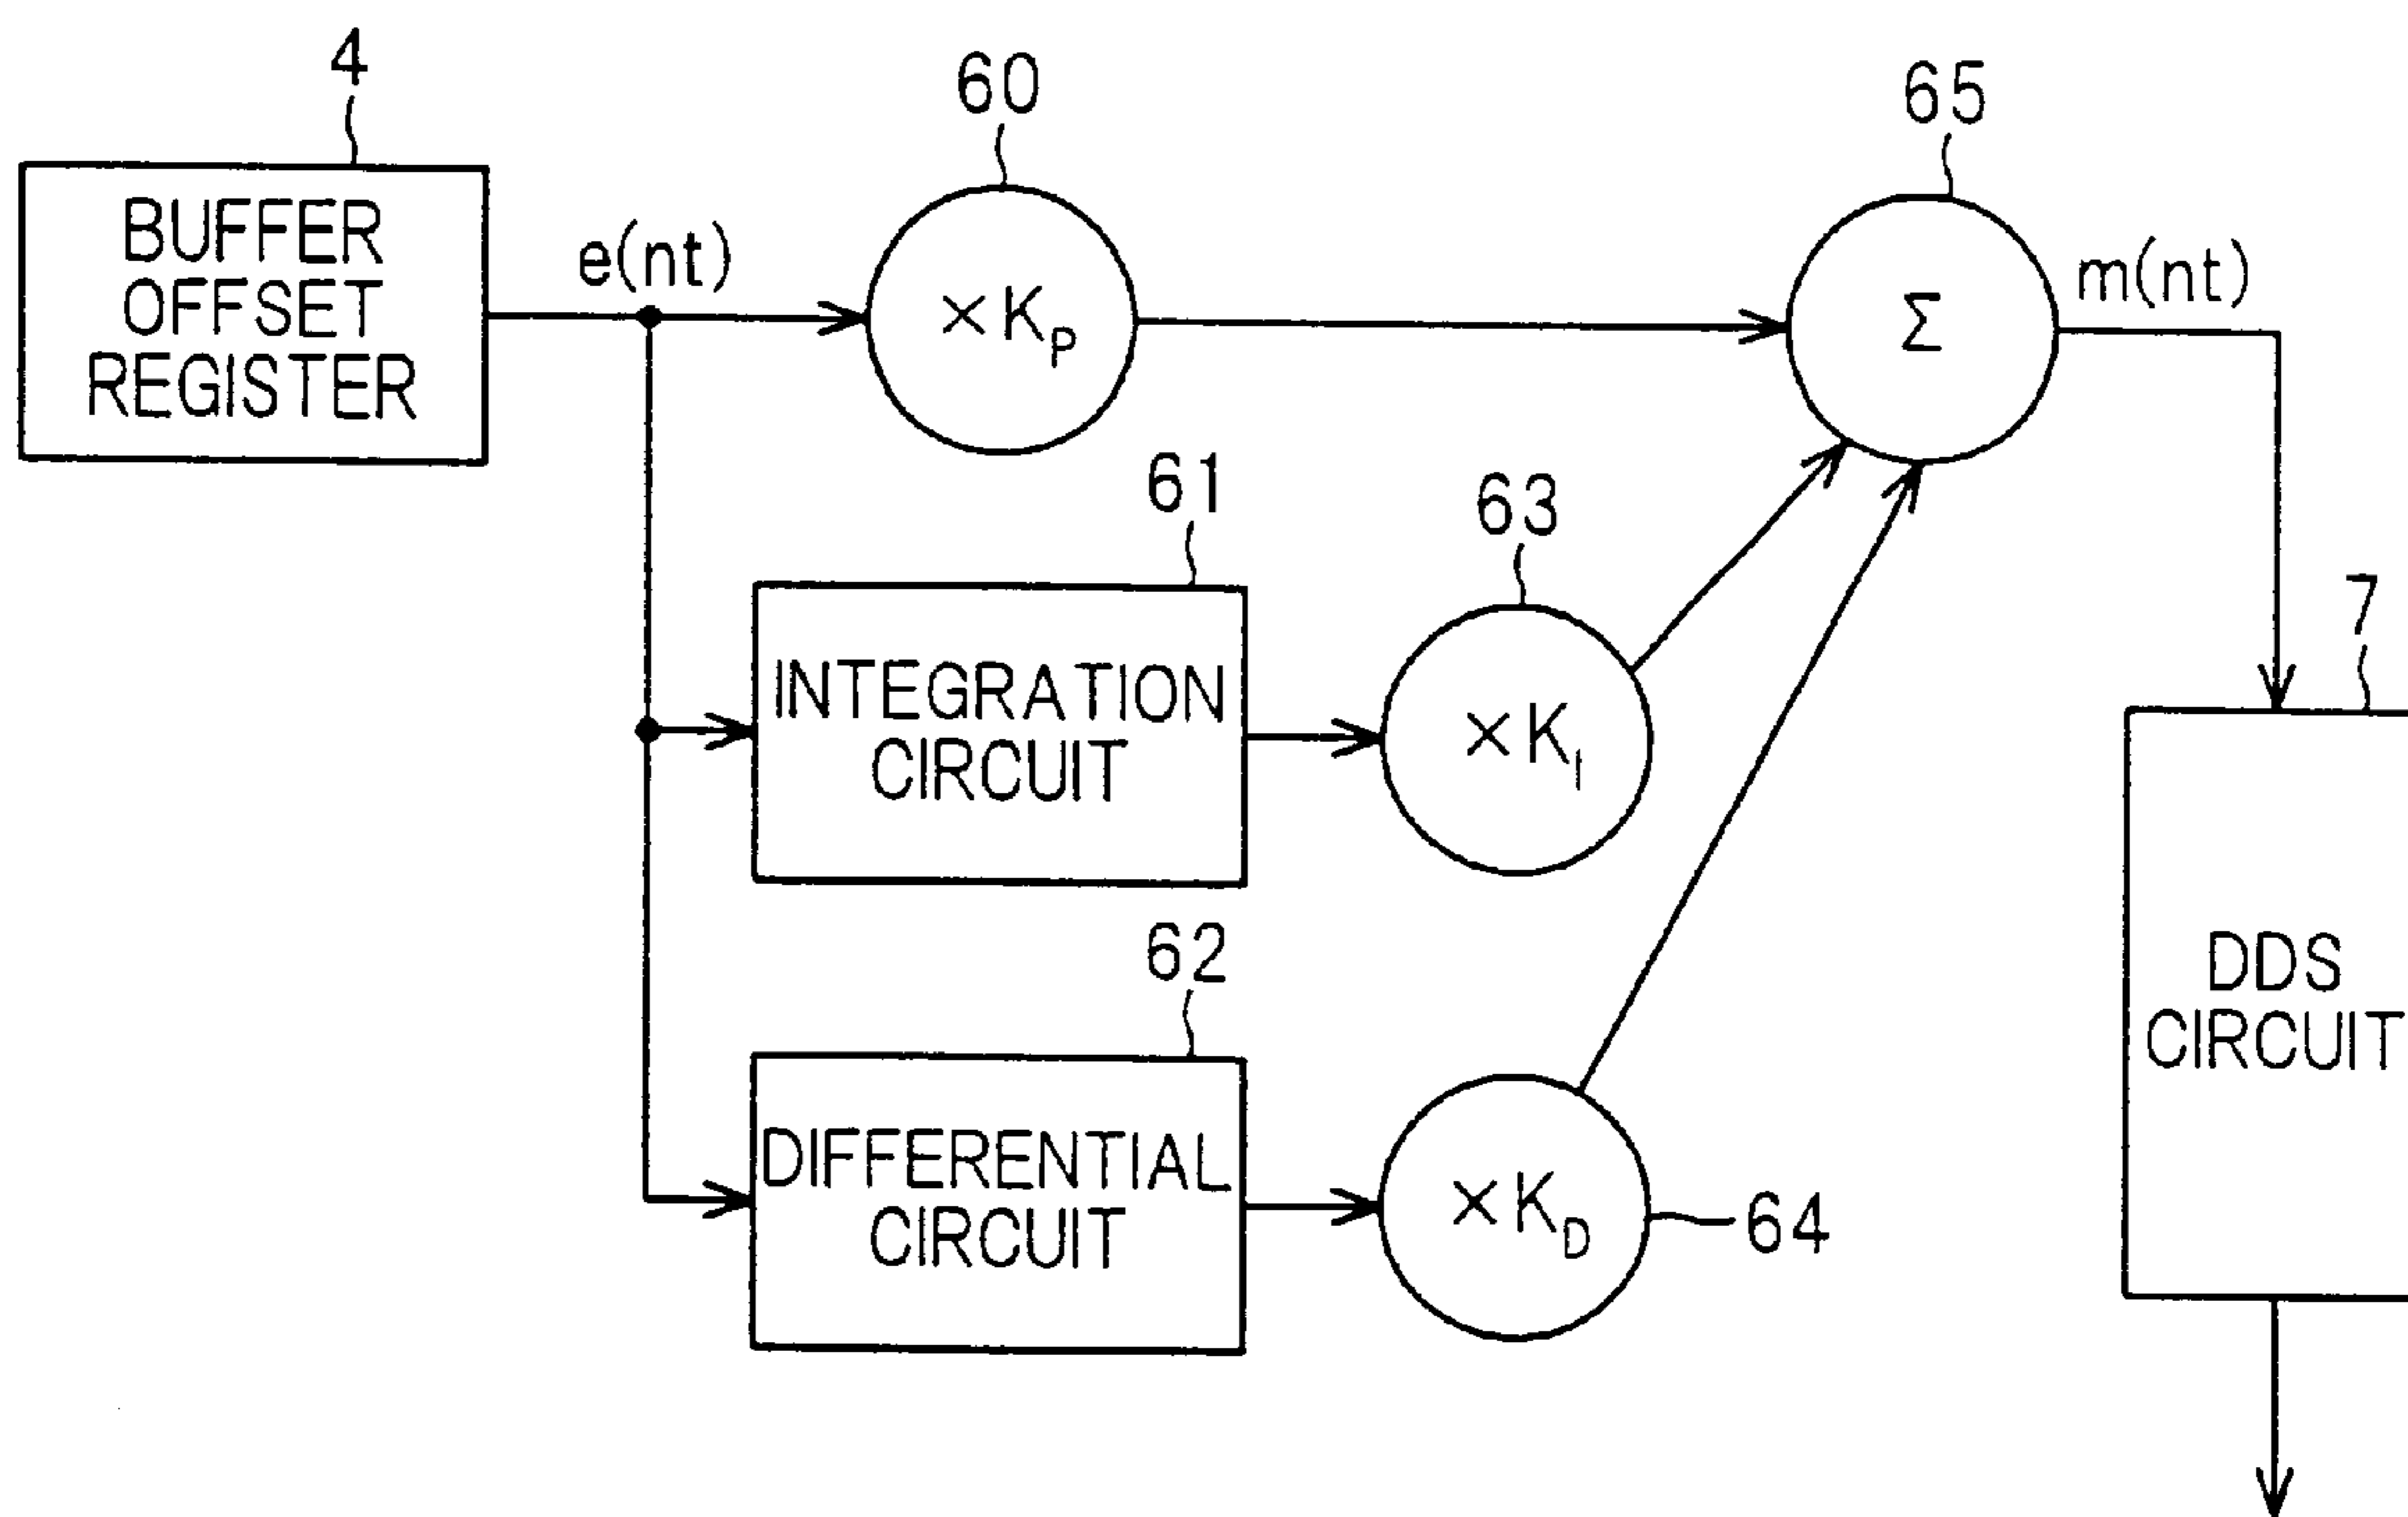 4
BUFFER
OFFSET
REGISTER
e(nt)
60
×K_P
65
Σ
m(nt)
61
INTEGRATION
CIRCUIT
63
×K_I
62
DIFFERENTIAL
CIRCUIT
×K_D
64
7
DDS
CIRCUIT